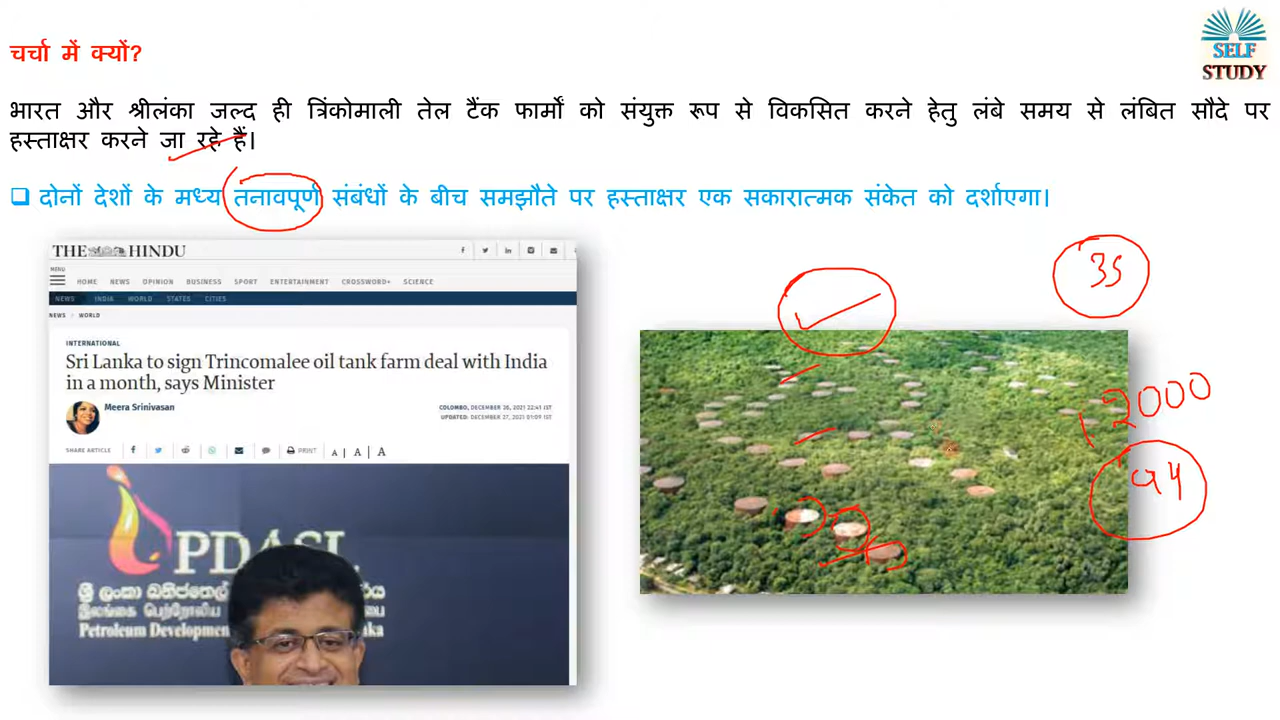 SELF
STUDY
चर्चा में क्यों?
भारत और श्रीलंका जल्द ही त्रिंकोमाली तेल टैंक फार्मों को संयुक्त रूप से विकसित करने हेतु लंबे समय से लंबित सौदे पर
हस्ताक्षर करने जा रहे हैं।
दोनों देशों के मध्य तनावपूर्ण संबंधों के बीच समझौते पर हस्ताक्षर एक सकारात्मक संकेत को दर्शाएगा।
THE HINDU
MENU
HOME NEWS OPINION BUSINESS SPORT ENTERTAINMENT CROSSWORD+ SCIENCE
NEWS INDIA WORLD STATES CITIES
NEWS WORLD
INTERNATIONAL
Sri Lanka to sign Trincomalee oil tank farm deal with India
in a month, says Minister
Meera Srinivasan
COLOMBO, DECEMBER 26, 2021 22:41 IST
UPDATED: DECEMBER 27, 2021 01:09 IST
SHARE ARTICLE PRINT A A A
PDASL
Petroleum Development
35
2000